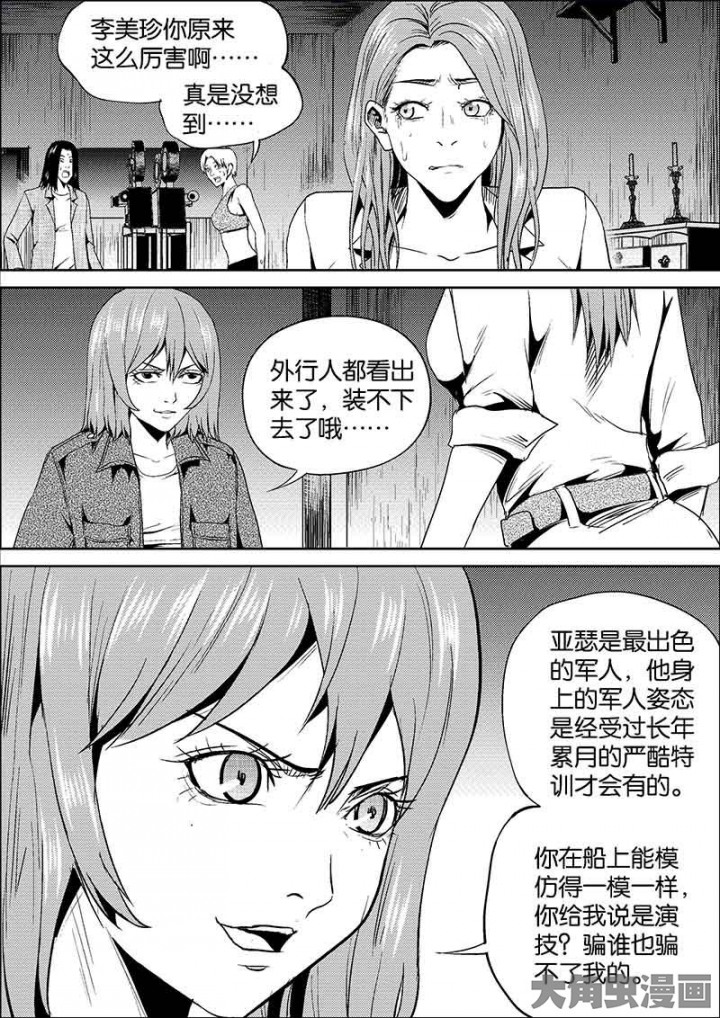 李美珍你原来
这么厉害啊……
真是没想
到……
外行人都看出
来了，装不下
去了哦……
亚瑟是最出色
的军人，他身
上的军人姿态
是经受过长年
累月的严酷特
训才会有的。
你在船上能模
仿得一模一样，
你给我说是演
技？骗谁也骗
不了我的。
大角虫漫画